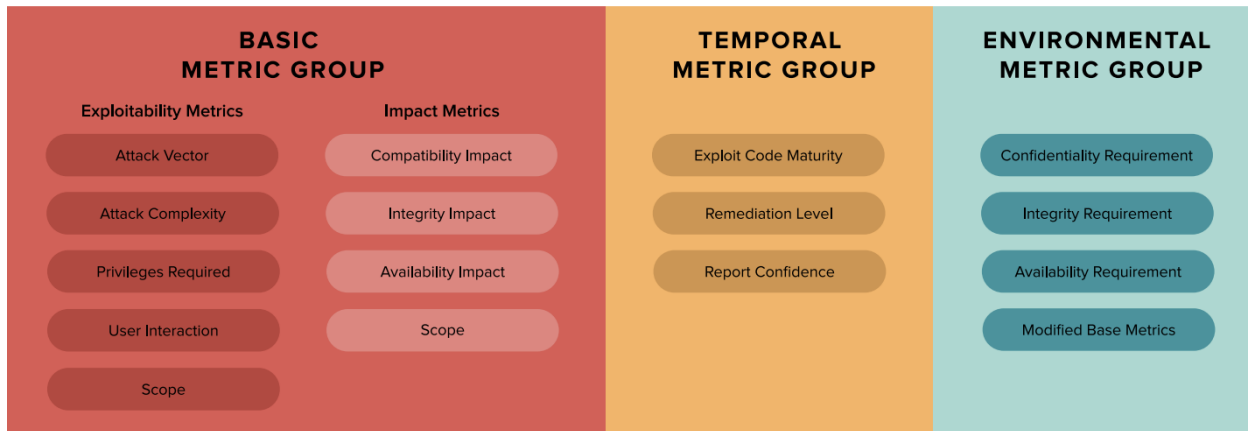 BASIC
METRIC GROUP
Exploitability Metrics
Attack Vector
Attack Complexity
Privileges Required
User Interaction
Scope
Impact Metrics
Compatibility Impact
Integrity Impact
Availability Impact
Scope
TEMPORAL
METRIC GROUP
Exploit Code Maturity
Remediation Level
Report Confidence
ENVIRONMENTAL
METRIC GROUP
Confidentiality Requirement
Integrity Requirement
Availability Requirement
Modified Base Metrics